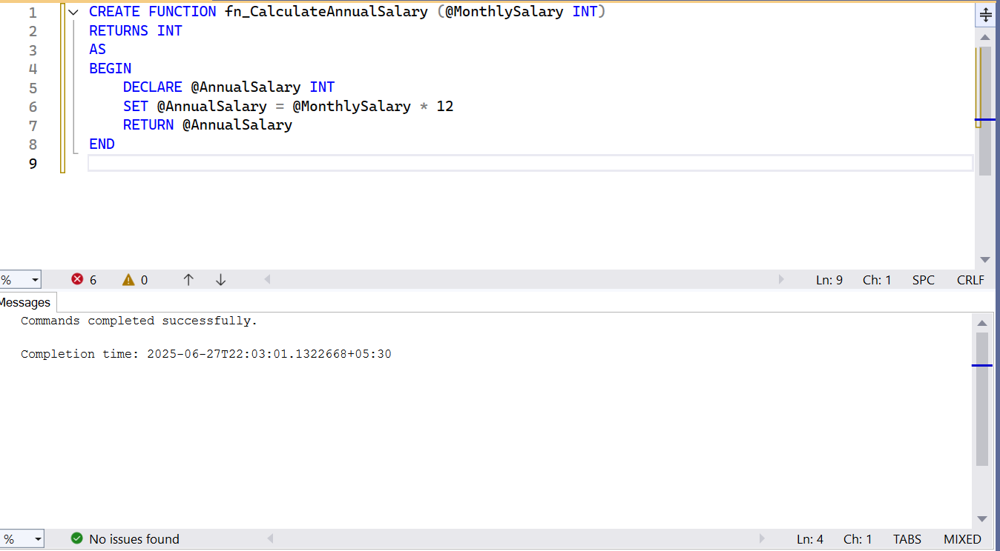 1 CREATE FUNCTION fn_CalculateAnnualSalary (@MonthlySalary INT)
2 RETURNS INT
3 AS
4 BEGIN
5 DECLARE @AnnualSalary INT
6 SET @AnnualSalary = @MonthlySalary * 12
7 RETURN @AnnualSalary
8 END
9
% 6 0 Ln: 9 Ch: 1 SPC CRLF
Messages
Commands completed successfully.
Completion time: 2025-06-27T22:03:01.1322668+05:30
% No issues found Ln: 4 Ch: 1 TABS MIXED